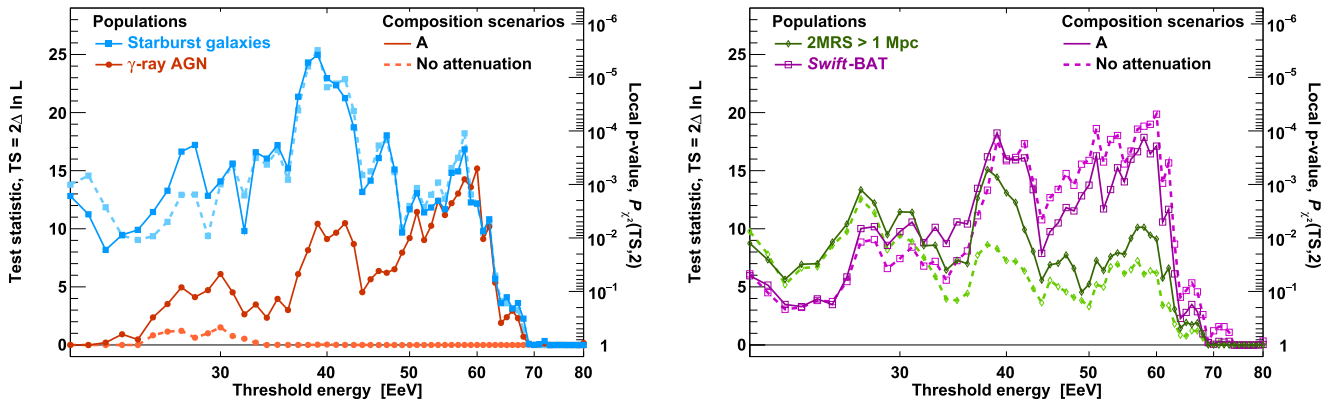 Populations
Starburst galaxies
γ-ray AGN
Composition scenarios
A
No attenuation
Test statistic, TS = 2Δ ln L
25
20
15
10
5
0
30
40
50
60
70
80
Threshold energy [EeV]
10⁻⁶
10⁻⁵
10⁻⁴
10⁻³
10⁻²
10⁻¹
1
Local p-value, P χ²(TS,2)
Populations
2MRS > 1 Mpc
Swift-BAT
Composition scenarios
A
No attenuation
Test statistic, TS = 2Δ ln L
25
20
15
10
5
0
30
40
50
60
70
80
Threshold energy [EeV]
10⁻⁶
10⁻⁵
10⁻⁴
10⁻³
10⁻²
10⁻¹
1
Local p-value, P χ²(TS,2)